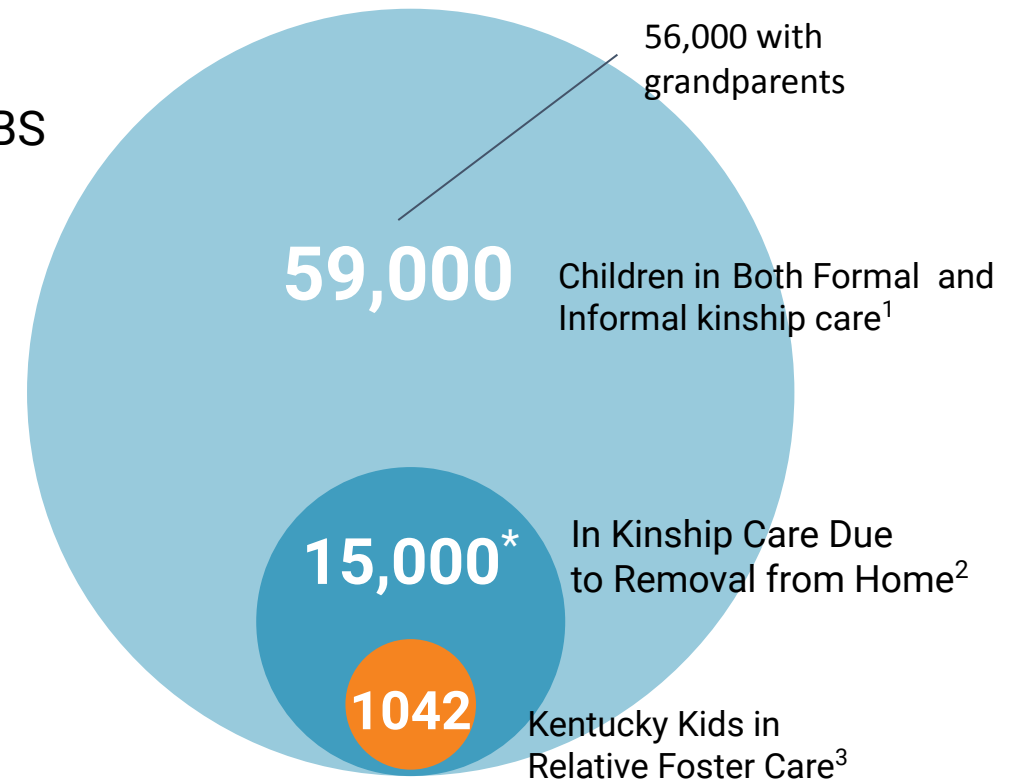 56,000 with
grandparents
BS
59,000
Children in Both Formal and
Informal kinship care¹
15,000*
In Kinship Care Due
to Removal from Home²
1042
Kentucky Kids in
Relative Foster Care³